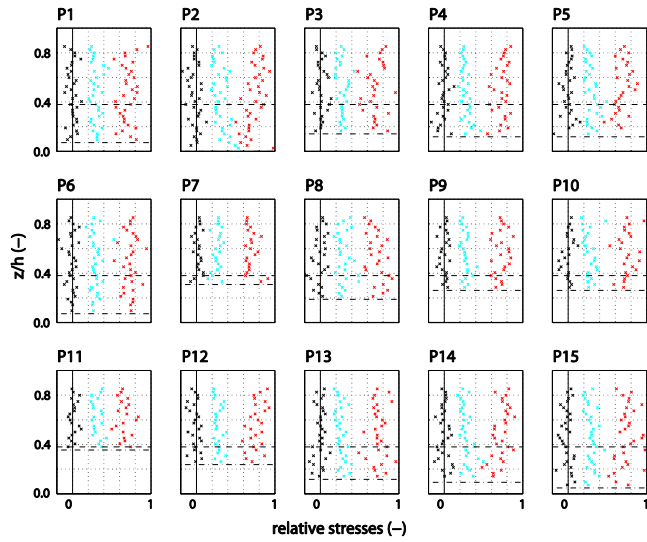 P1 P2 P3 P4 P5
0.8
0.4
0.0
P6 P7 P8 P9 P10
0.8
0.4
0.0
z/h (–)
P11 P12 P13 P14 P15
0.8
0.4
0.0
0 1 0 1 0 1 0 1 0 1
relative stresses (–)